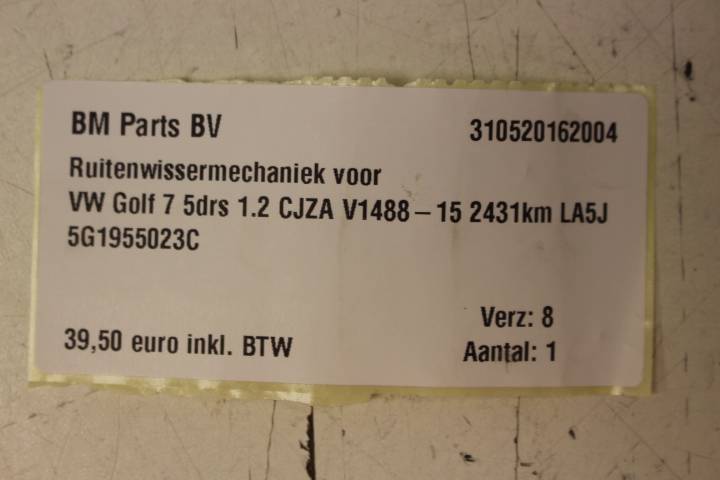 BM Parts BV 310520162004
Ruitenwissermechaniek voor
VW Golf 7 5drs 1.2 CJZA V1488 – 15 2431km LA5J
5G1955023C
Verz: 8
39,50 euro inkl. BTW Aantal: 1